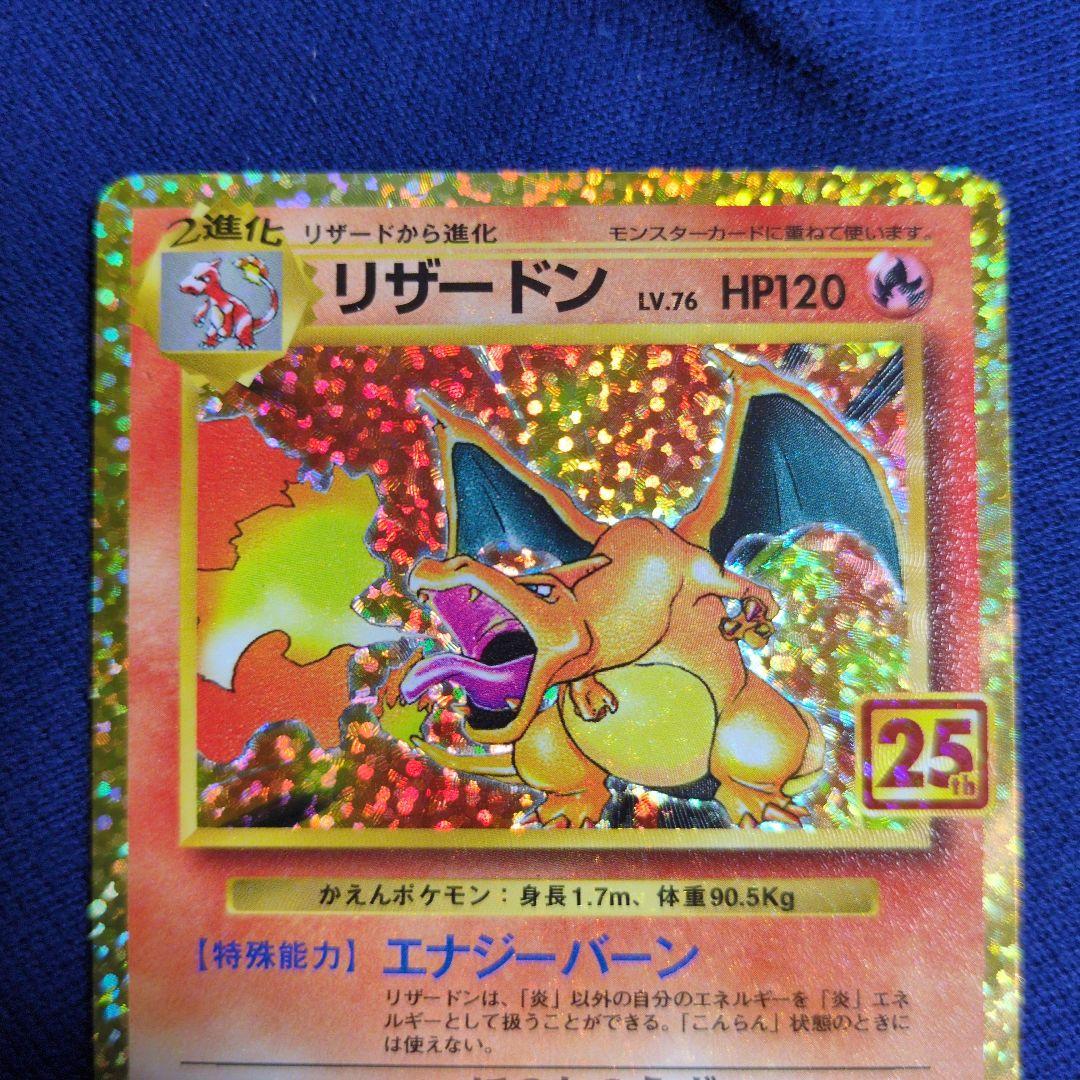 2進化 リザードから進化 モンスターカードに重ねて使います。
リザードン LV.76 HP120
25th
かえんポケモン:身長1.7m、体重90.5Kg
【特殊能力】 エナジーバーン
リザードンは、「炎」以外の自分のエネルギーを「炎」エネ
ルギーとして扱うことができる。「こんらん」状態のときに
は使えない。